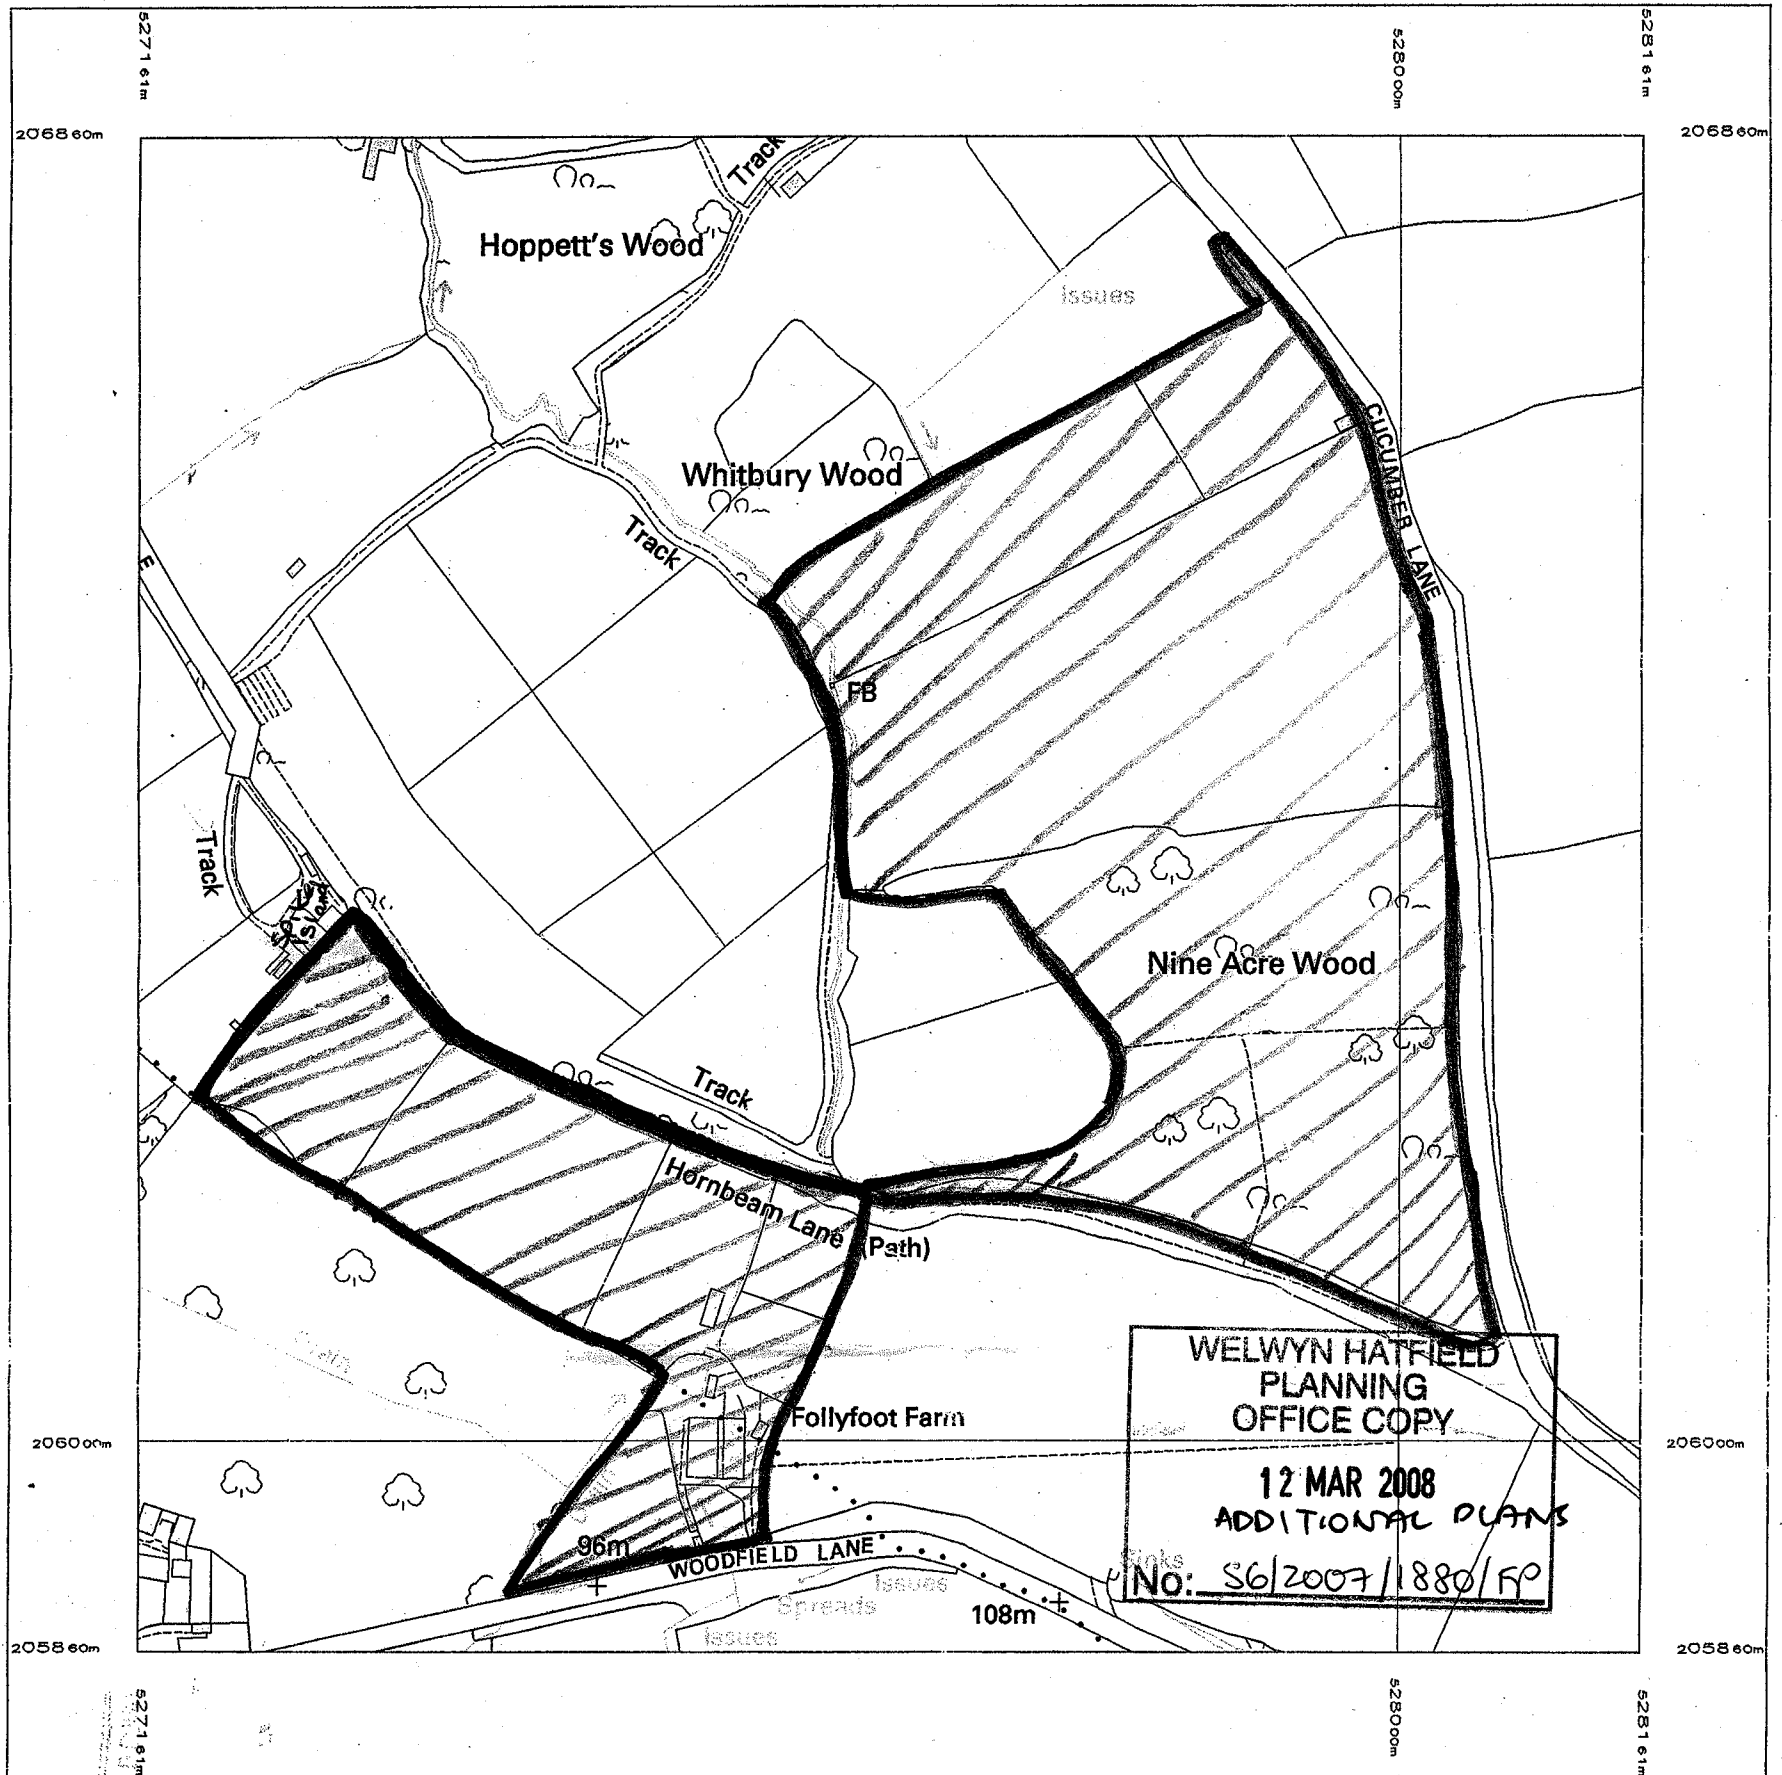 527161m
528000m
528161m
206860m
206860m
Track
Hoppett's Wood
Issues
CUCUMBER LANE
Whitbury Wood
Track
E
FB
Track
Nine Acre Wood
Track
Hornbeam Lane (Path)
Drain
WELWYN HATFIELD
PLANNING
OFFICE COPY
12 MAR 2008
ADDITIONAL PLANS
No: S6/2007/1880/FP
Follyfoot Farm
206000m
206000m
96m
WOODFIELD LANE
Sinks
Issues
Spreads
108m
Issues
205860m
205860m
527161m
528000m
528161m